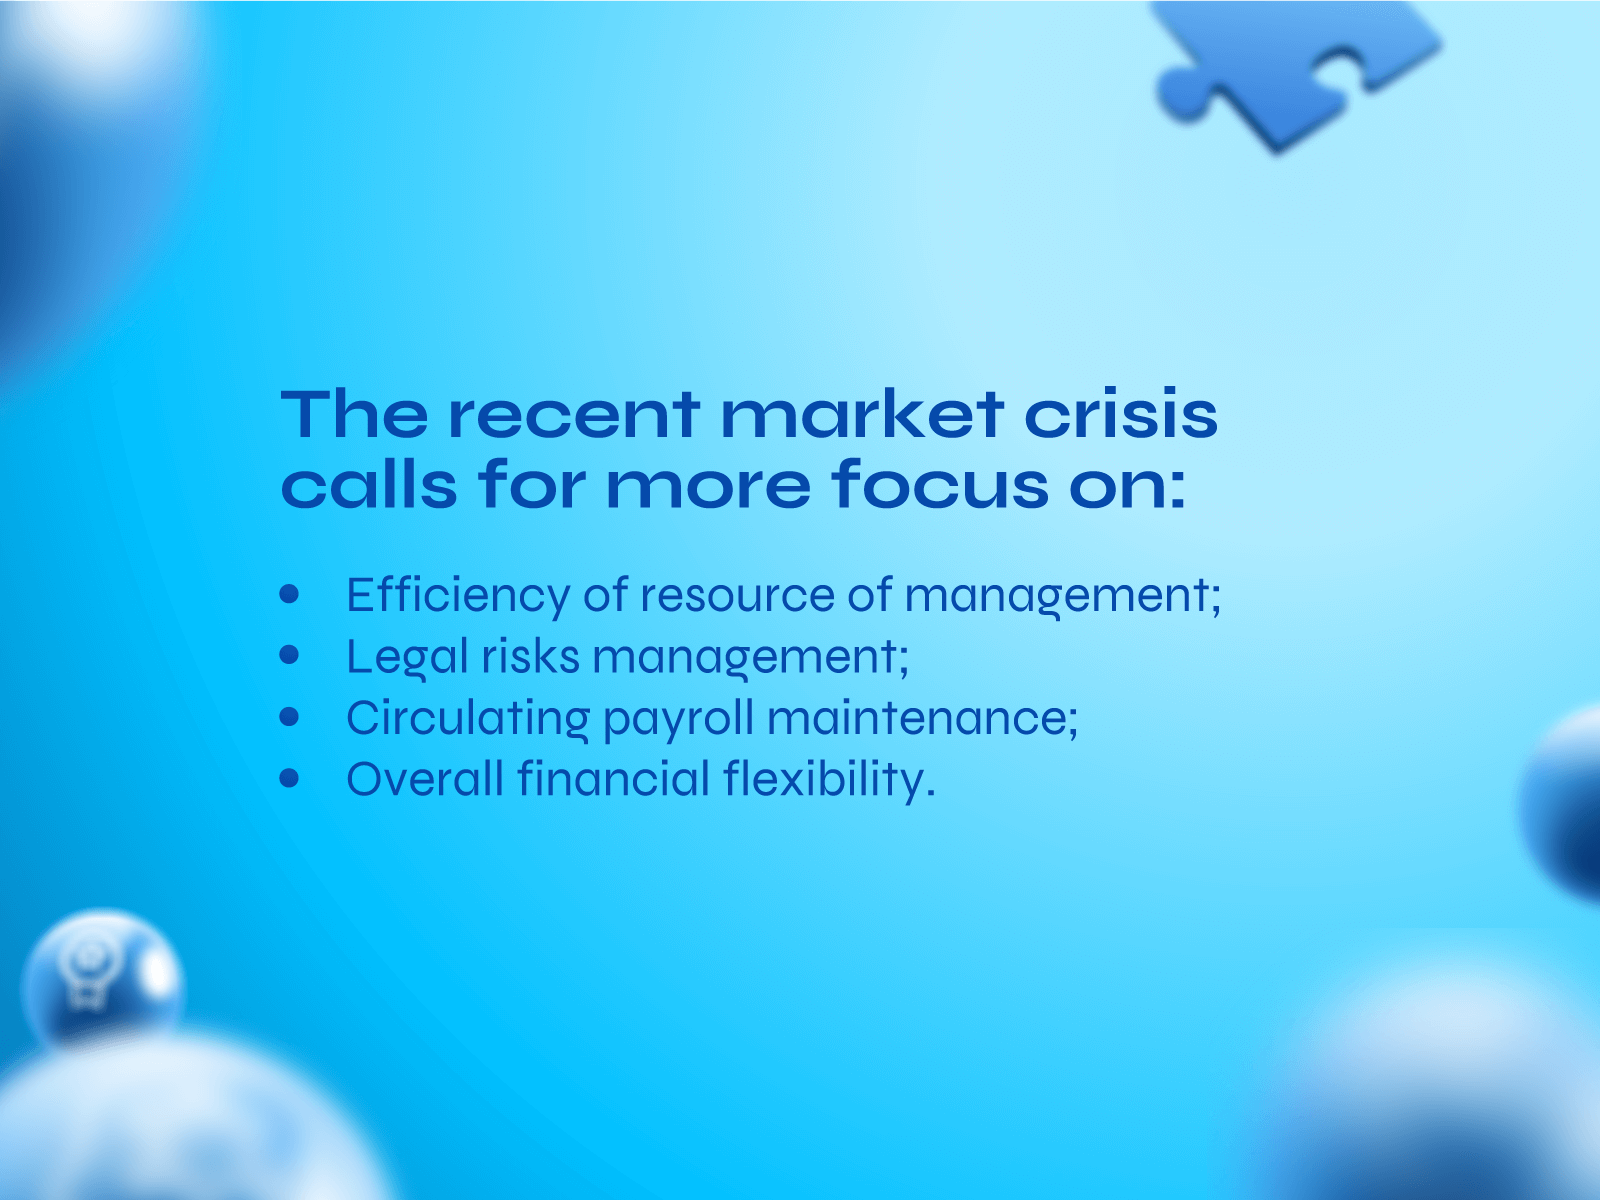 The recent market crisis
calls for more focus on:
• Efficiency of resource of management;
• Legal risks management;
• Circulating payroll maintenance;
• Overall financial flexibility.